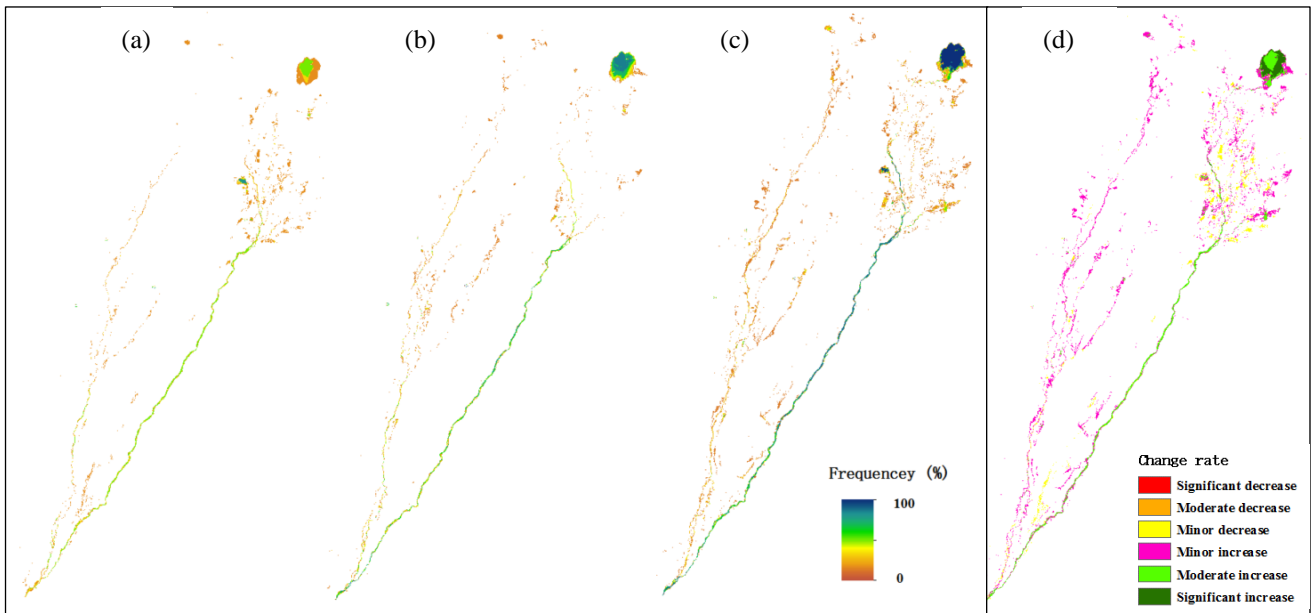 (a)
(b)
(c)
(d)
Frequencey (%)
100
0
Change rate
Significant decrease
Moderate decrease
Minor decrease
Minor increase
Moderate increase
Significant increase